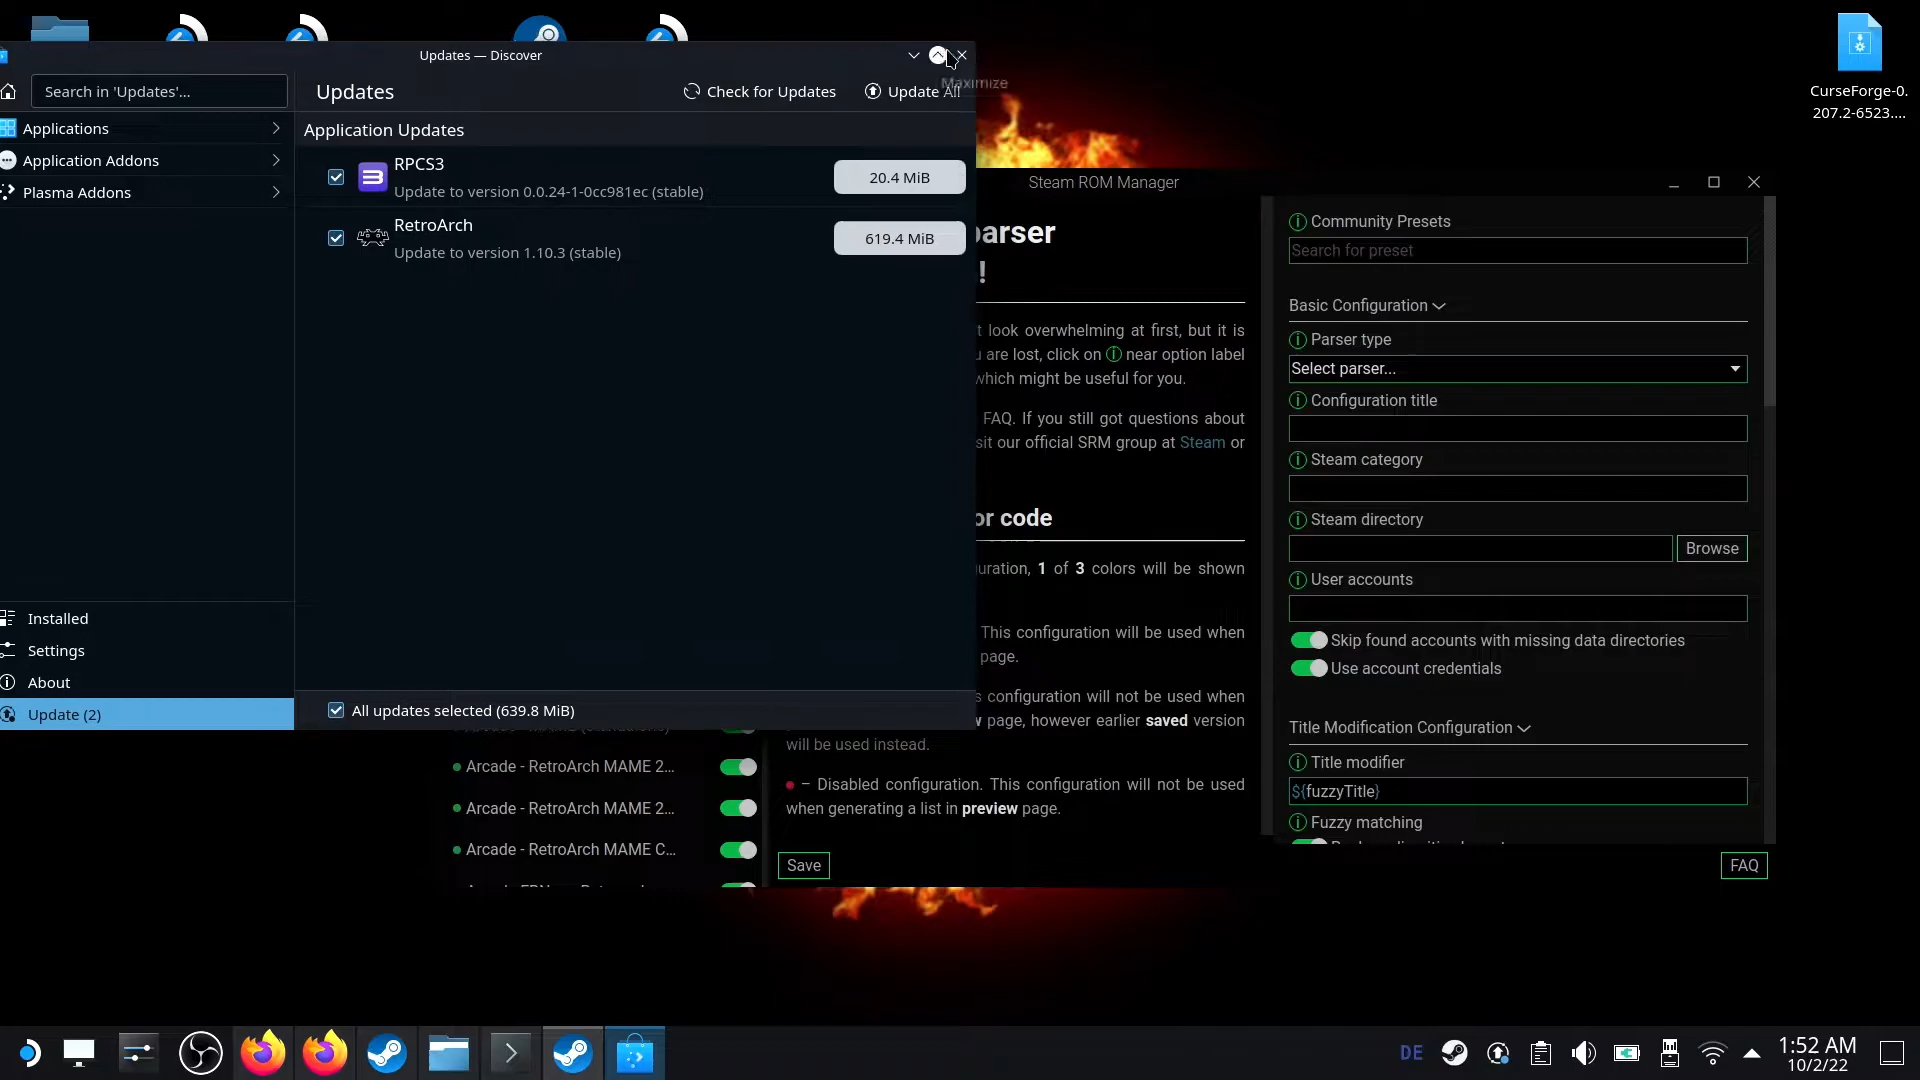 CurseForge-0.
207.2-6523....
Updates — Discover
Maximize
Search in 'Updates'...
Updates
Check for Updates
Update All
Applications
Application Addons
Plasma Addons
Application Updates
RPCS3
Update to version 0.0.24-1-0cc981ec (stable)
20.4 MiB
RetroArch
Update to version 1.10.3 (stable)
619.4 MiB
Installed
Settings
About
Update (2)
All updates selected (639.8 MiB)
Steam ROM Manager
parser
!
t look overwhelming at first, but it is
u are lost, click on ⓘ near option label
which might be useful for you.
FAQ. If you still got questions about
sit our official SRM group at Steam or
or code
uration, 1 of 3 colors will be shown
This configuration will be used when
page.
s configuration will not be used when
w page, however earlier saved version
will be used instead.
– Disabled configuration. This configuration will not be used
when generating a list in preview page.
Arcade - RetroArch MAME 2...
Arcade - RetroArch MAME 2...
Arcade - RetroArch MAME C...
Save
FAQ
Community Presets
Search for preset
Basic Configuration
Parser type
Select parser...
Configuration title
Steam category
Steam directory
Browse
User accounts
Skip found accounts with missing data directories
Use account credentials
Title Modification Configuration
Title modifier
${fuzzyTitle}
Fuzzy matching
DE
1:52 AM
10/2/22